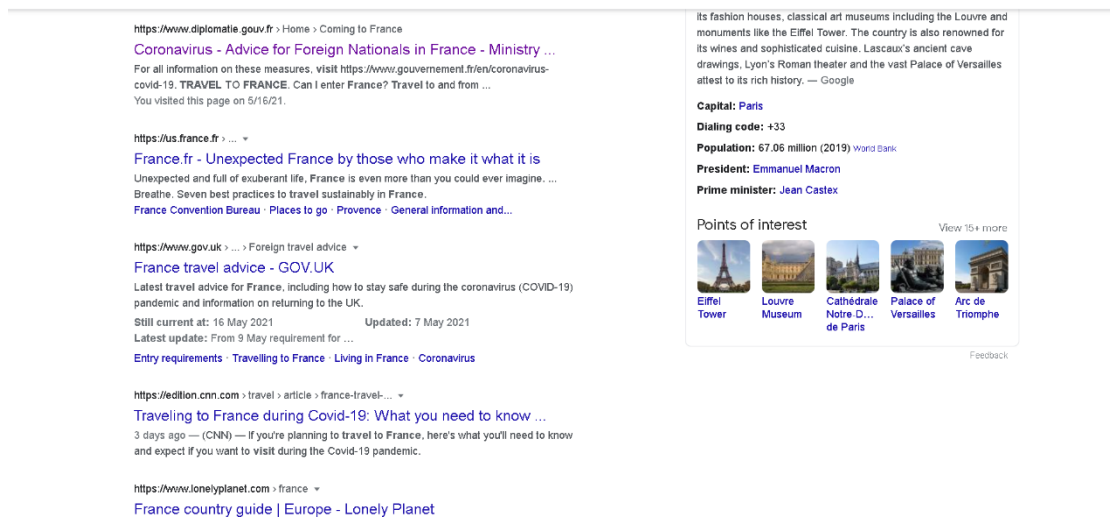 https://www.diplomatie.gouv.fr › Home › Coming to France
Coronavirus - Advice for Foreign Nationals in France - Ministry ...
For all information on these measures, visit https://www.gouvernement.fr/en/coronavirus-
covid-19. TRAVEL TO FRANCE. Can I enter France? Travel to and from ...
You visited this page on 5/16/21.
https://us.france.fr › ...
France.fr - Unexpected France by those who make it what it is
Unexpected and full of exuberant life, France is even more than you could ever imagine. ...
Breathe. Seven best practices to travel sustainably in France.
France Convention Bureau · Places to go · Provence · General information and...
https://www.gov.uk › ... › Foreign travel advice
France travel advice - GOV.UK
Latest travel advice for France, including how to stay safe during the coronavirus (COVID-19)
pandemic and information on returning to the UK.
Still current at: 16 May 2021 Updated: 7 May 2021
Latest update: From 9 May requirement for ...
Entry requirements · Travelling to France · Living in France · Coronavirus
https://edition.cnn.com › travel › article › france-travel-...
Traveling to France during Covid-19: What you need to know ...
3 days ago — (CNN) — If you're planning to travel to France, here's what you'll need to know
and expect if you want to visit during the Covid-19 pandemic.
https://www.lonelyplanet.com › france
France country guide | Europe - Lonely Planet
its fashion houses, classical art museums including the Louvre and
monuments like the Eiffel Tower. The country is also renowned for
its wines and sophisticated cuisine. Lascaux's ancient cave
drawings, Lyon's Roman theater and the vast Palace of Versailles
attest to its rich history. — Google
Capital: Paris
Dialing code: +33
Population: 67.06 million (2019) World Bank
President: Emmanuel Macron
Prime minister: Jean Castex
Points of interest View 15+ more
Eiffel Tower
Louvre Museum
Cathédrale Notre-D... de Paris
Palace of Versailles
Arc de Triomphe
Feedback